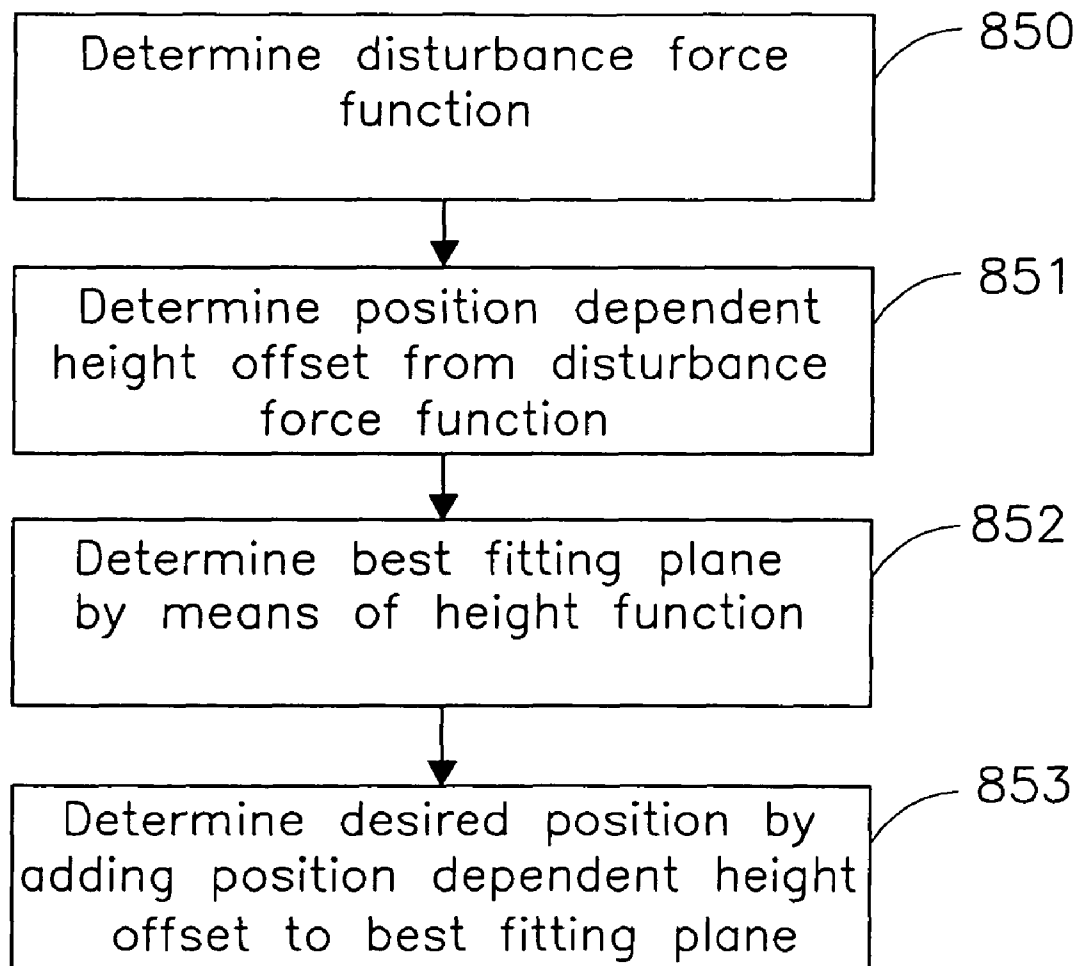 Determine disturbance force
function
850
Determine position dependent
height offset from disturbance
force function
851
Determine best fitting plane
by means of height function
852
Determine desired position by
adding position dependent height
offset to best fitting plane
853